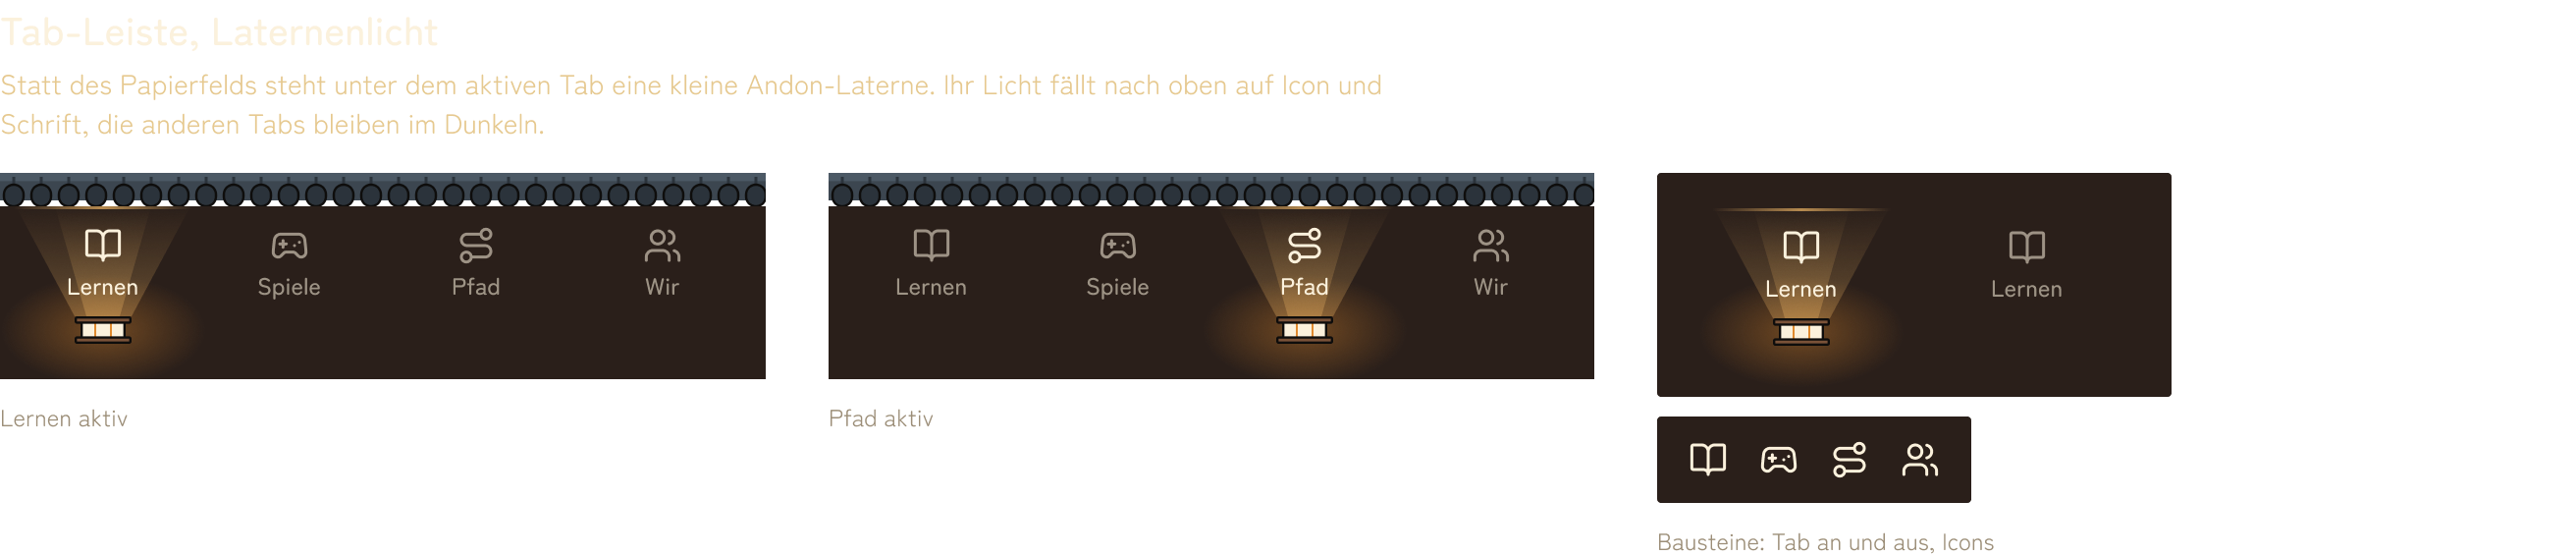 Tab-Leiste, Laternenlicht
Statt des Papierfelds steht unter dem aktiven Tab eine kleine Andon-Laterne. Ihr Licht fällt nach oben auf Icon und
Schrift, die anderen Tabs bleiben im Dunkeln.
Lernen
Spiele
Pfad
Wir
Lernen aktiv
Lernen
Spiele
Pfad
Wir
Pfad aktiv
Lernen
Lernen
Bausteine: Tab an und aus, Icons